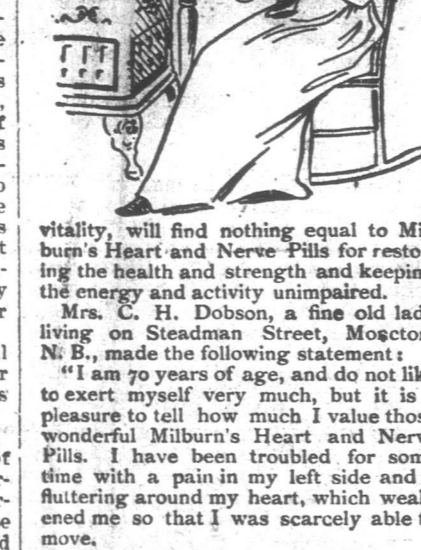 vitality, will find nothing equal to Mi
burn's Heart and Nerve Pills for resto
ing the health and strength and keepin
the energy and activity unimpaired.
Mrs. C. H. Dobson, a fine old lad
living on Steadman Street, Moscto
N. B., made the following statement:
"I am 70 years of age, and do not lik
to exert myself very much, but it is
pleasure to tell how much I value thos
wonderful Milburn's Heart and Nerv
Pills. I have been troubled for som
time with a pain in my left side and
fluttering around my heart, which weak
ened me so that I was scarcely able t
move.